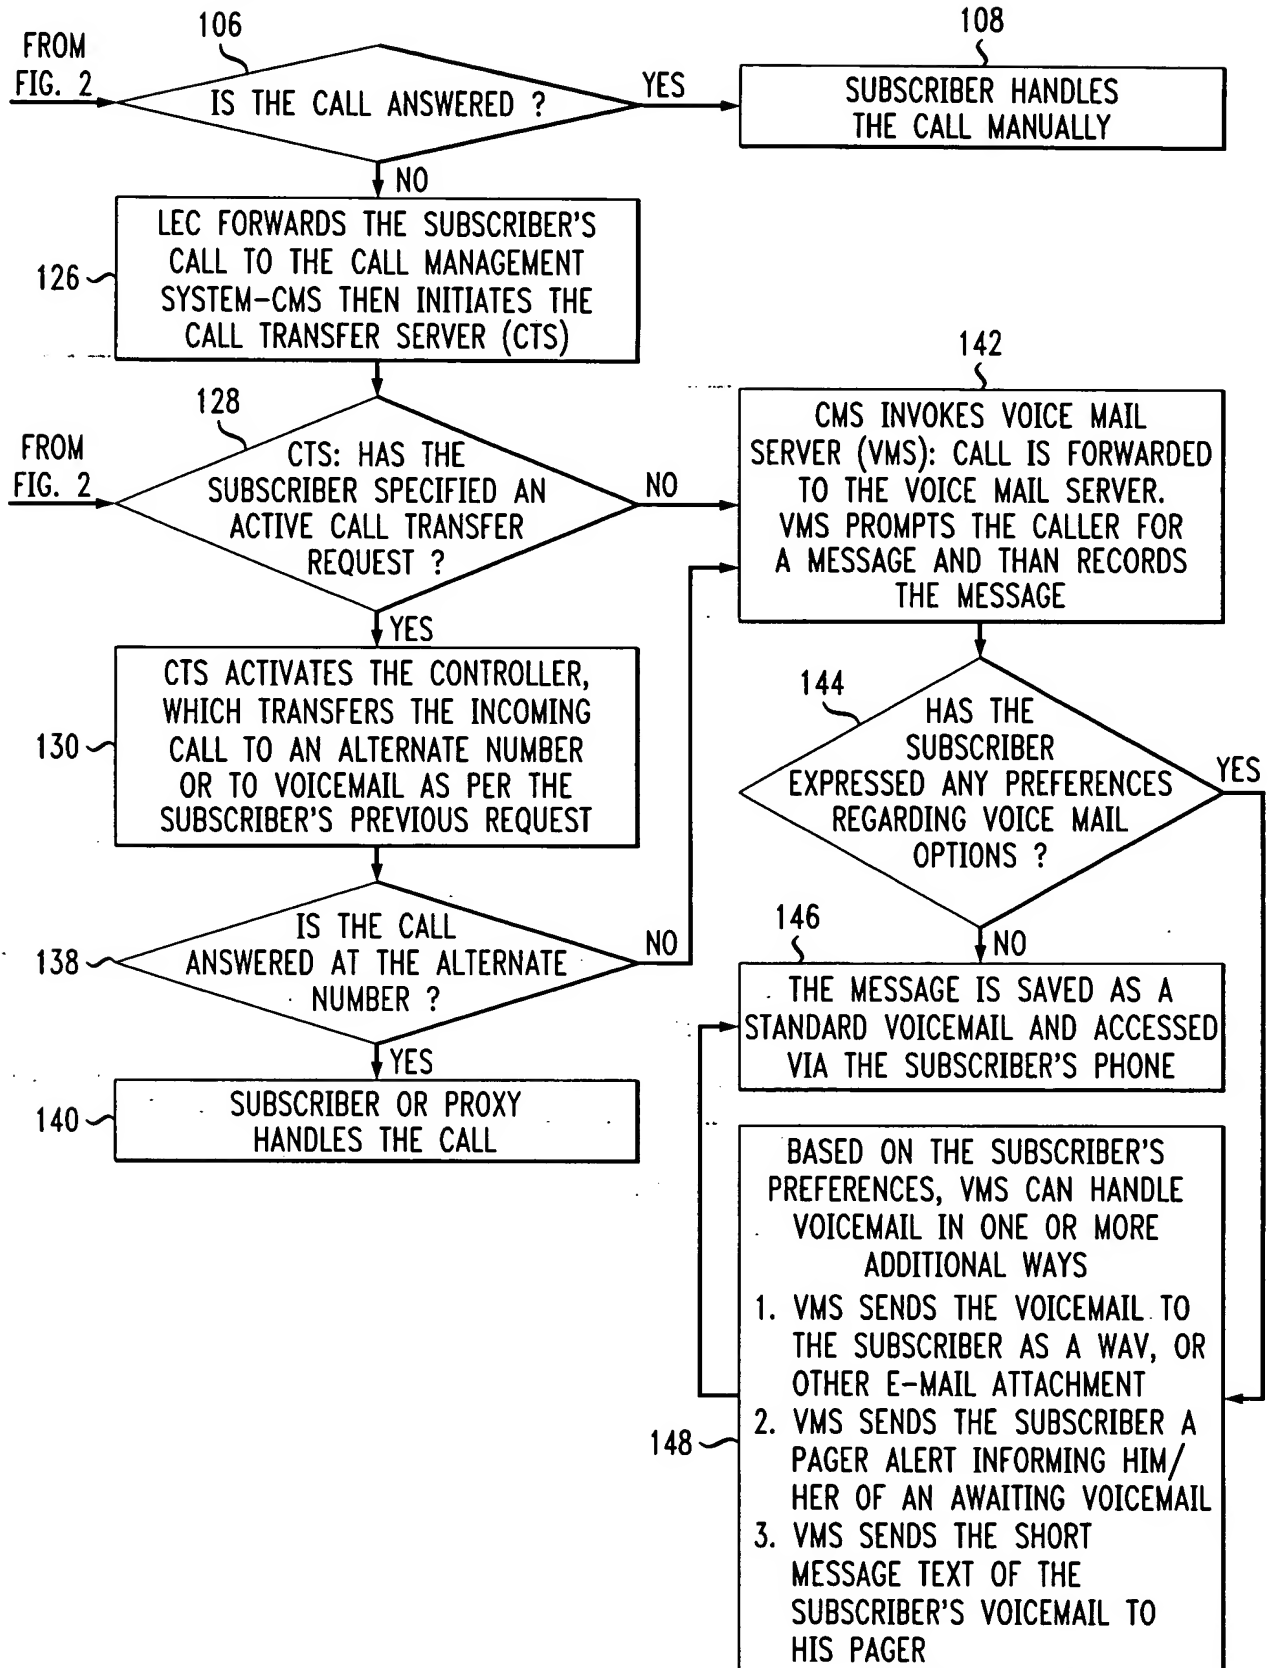 FROM
FIG. 2
106
IS THE CALL ANSWERED ?
YES
108
SUBSCRIBER HANDLES
THE CALL MANUALLY
NO
126
LEC FORWARDS THE SUBSCRIBER'S
CALL TO THE CALL MANAGEMENT
SYSTEM-CMS THEN INITIATES THE
CALL TRANSFER SERVER (CTS)
FROM
FIG. 2
128
CTS: HAS THE
SUBSCRIBER SPECIFIED AN
ACTIVE CALL TRANSFER
REQUEST ?
NO
YES
130
CTS ACTIVATES THE CONTROLLER,
WHICH TRANSFERS THE INCOMING
CALL TO AN ALTERNATE NUMBER
OR TO VOICEMAIL AS PER THE
SUBSCRIBER'S PREVIOUS REQUEST
138
IS THE CALL
ANSWERED AT THE ALTERNATE
NUMBER ?
NO
YES
140
SUBSCRIBER OR PROXY
HANDLES THE CALL
142
CMS INVOKES VOICE MAIL
SERVER (VMS): CALL IS FORWARDED
TO THE VOICE MAIL SERVER.
VMS PROMPTS THE CALLER FOR
A MESSAGE AND THAN RECORDS
THE MESSAGE
144
HAS THE
SUBSCRIBER
EXPRESSED ANY PREFERENCES
REGARDING VOICE MAIL
OPTIONS ?
YES
NO
146
THE MESSAGE IS SAVED AS A
STANDARD VOICEMAIL AND ACCESSED
VIA THE SUBSCRIBER'S PHONE
148
BASED ON THE SUBSCRIBER'S
PREFERENCES, VMS CAN HANDLE
VOICEMAIL IN ONE OR MORE
ADDITIONAL WAYS
1. VMS SENDS THE VOICEMAIL TO
THE SUBSCRIBER AS A WAV, OR
OTHER E-MAIL ATTACHMENT
2. VMS SENDS THE SUBSCRIBER A
PAGER ALERT INFORMING HIM/
HER OF AN AWAITING VOICEMAIL
3. VMS SENDS THE SHORT
MESSAGE TEXT OF THE
SUBSCRIBER'S VOICEMAIL TO
HIS PAGER